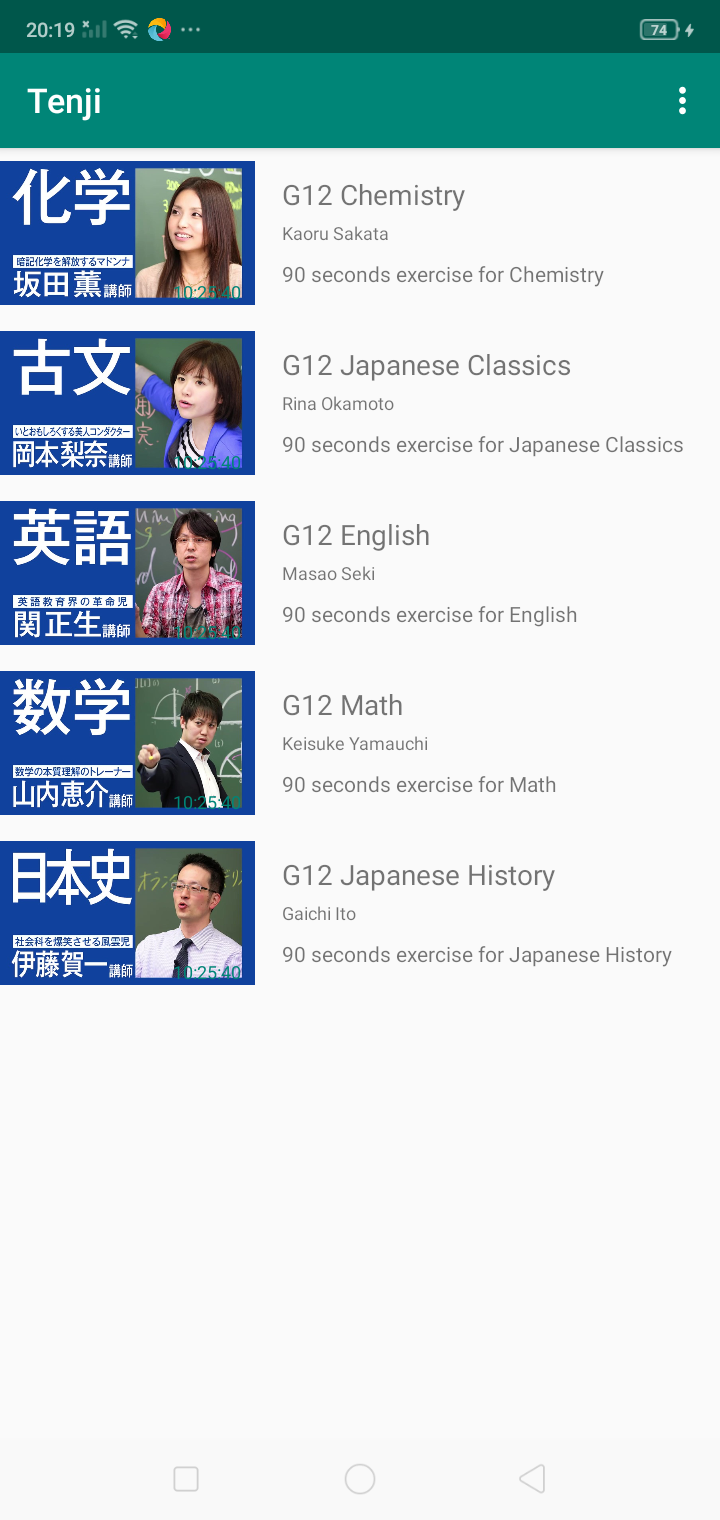 20:19
74
Tenji
化学
暗記化学を解放するマドンナ
坂田 薫 講師
10:25:40
G12 Chemistry
Kaoru Sakata
90 seconds exercise for Chemistry
古文
いとおもしろくする美人コンダクター
岡本 梨奈 講師
10:25:40
G12 Japanese Classics
Rina Okamoto
90 seconds exercise for Japanese Classics
英語
英語教育界の革命児
関 正生 講師
10:25:40
G12 English
Masao Seki
90 seconds exercise for English
数学
数学の本質理解のトレーナー
山内 恵介 講師
10:25:40
G12 Math
Keisuke Yamauchi
90 seconds exercise for Math
日本史
社会科を爆笑させる風雲児
伊藤 賀一 講師
10:25:40
G12 Japanese History
Gaichi Ito
90 seconds exercise for Japanese History